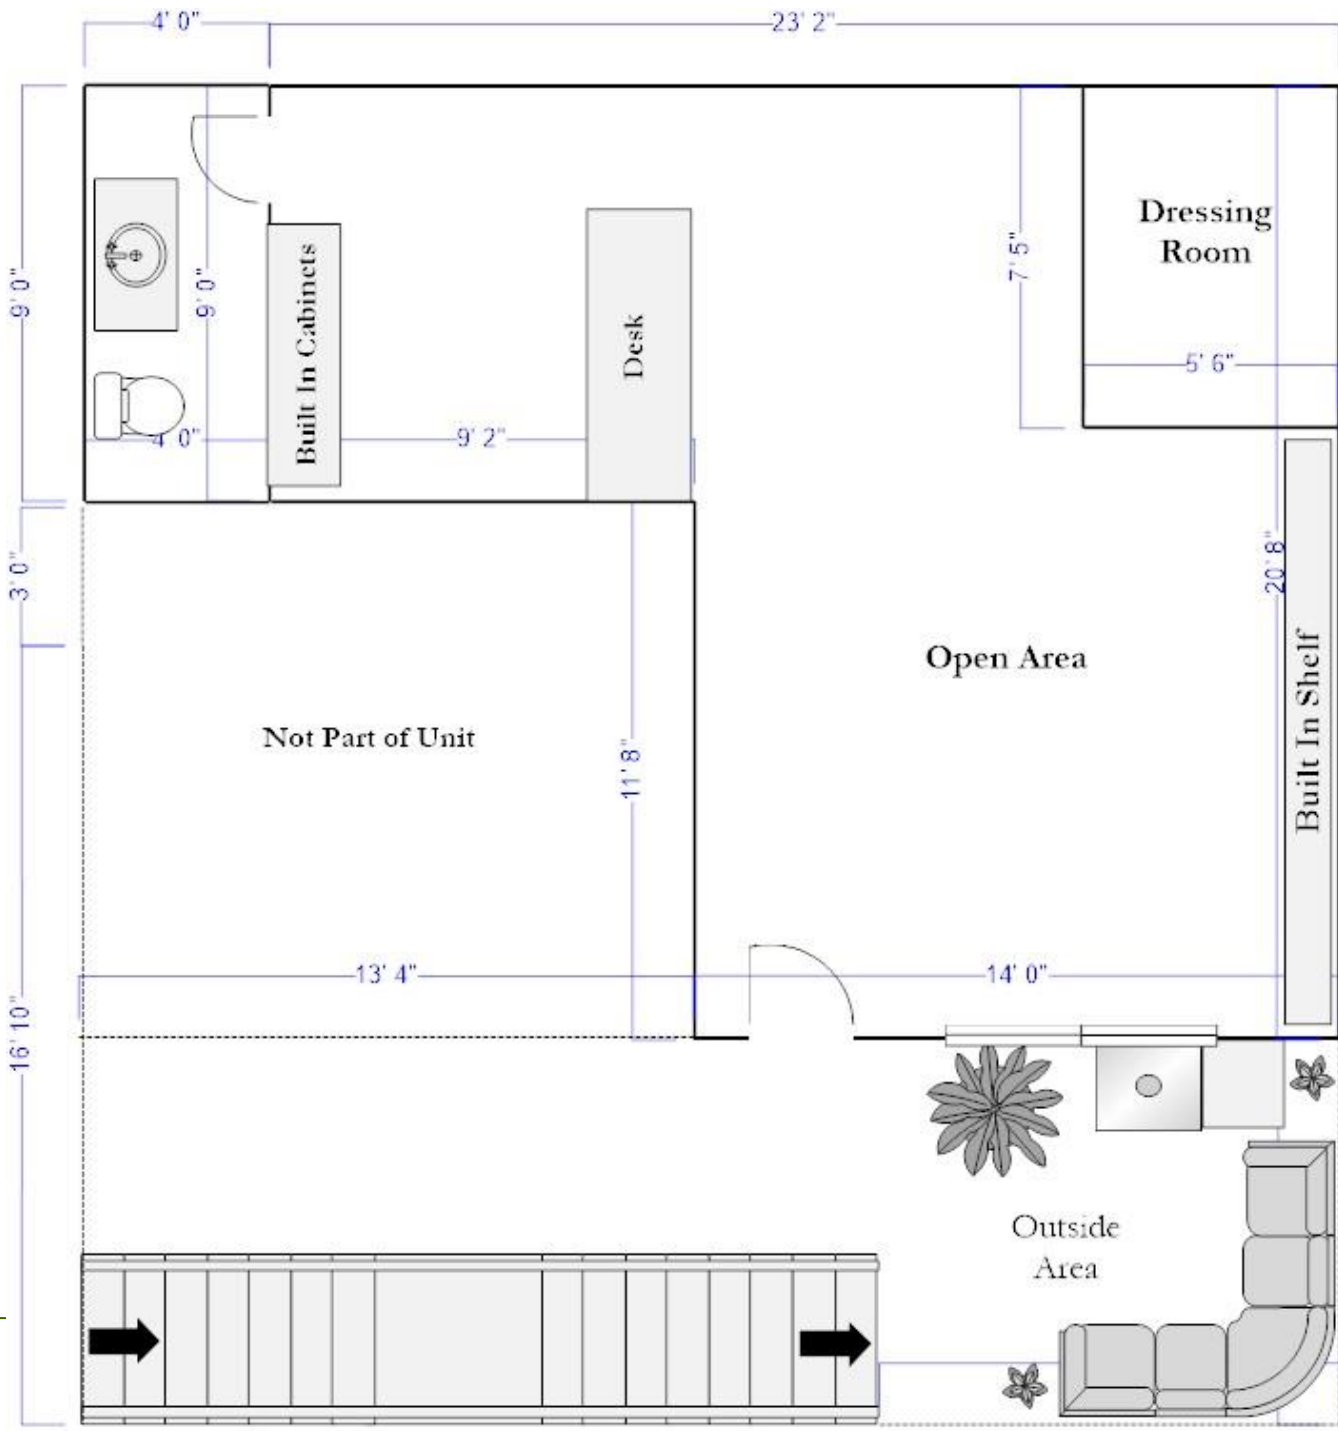 4' 0"
23' 2"
Dressing
Room
7' 5"
9' 0"
9' 0"
Built In Cabinets
Desk
5' 6"
4' 0"
9' 2"
3' 0"
20' 8"
Open Area
Built In Shelf
Not Part of Unit
11' 8"
13' 4"
14' 0"
16' 10"
Outside
Area